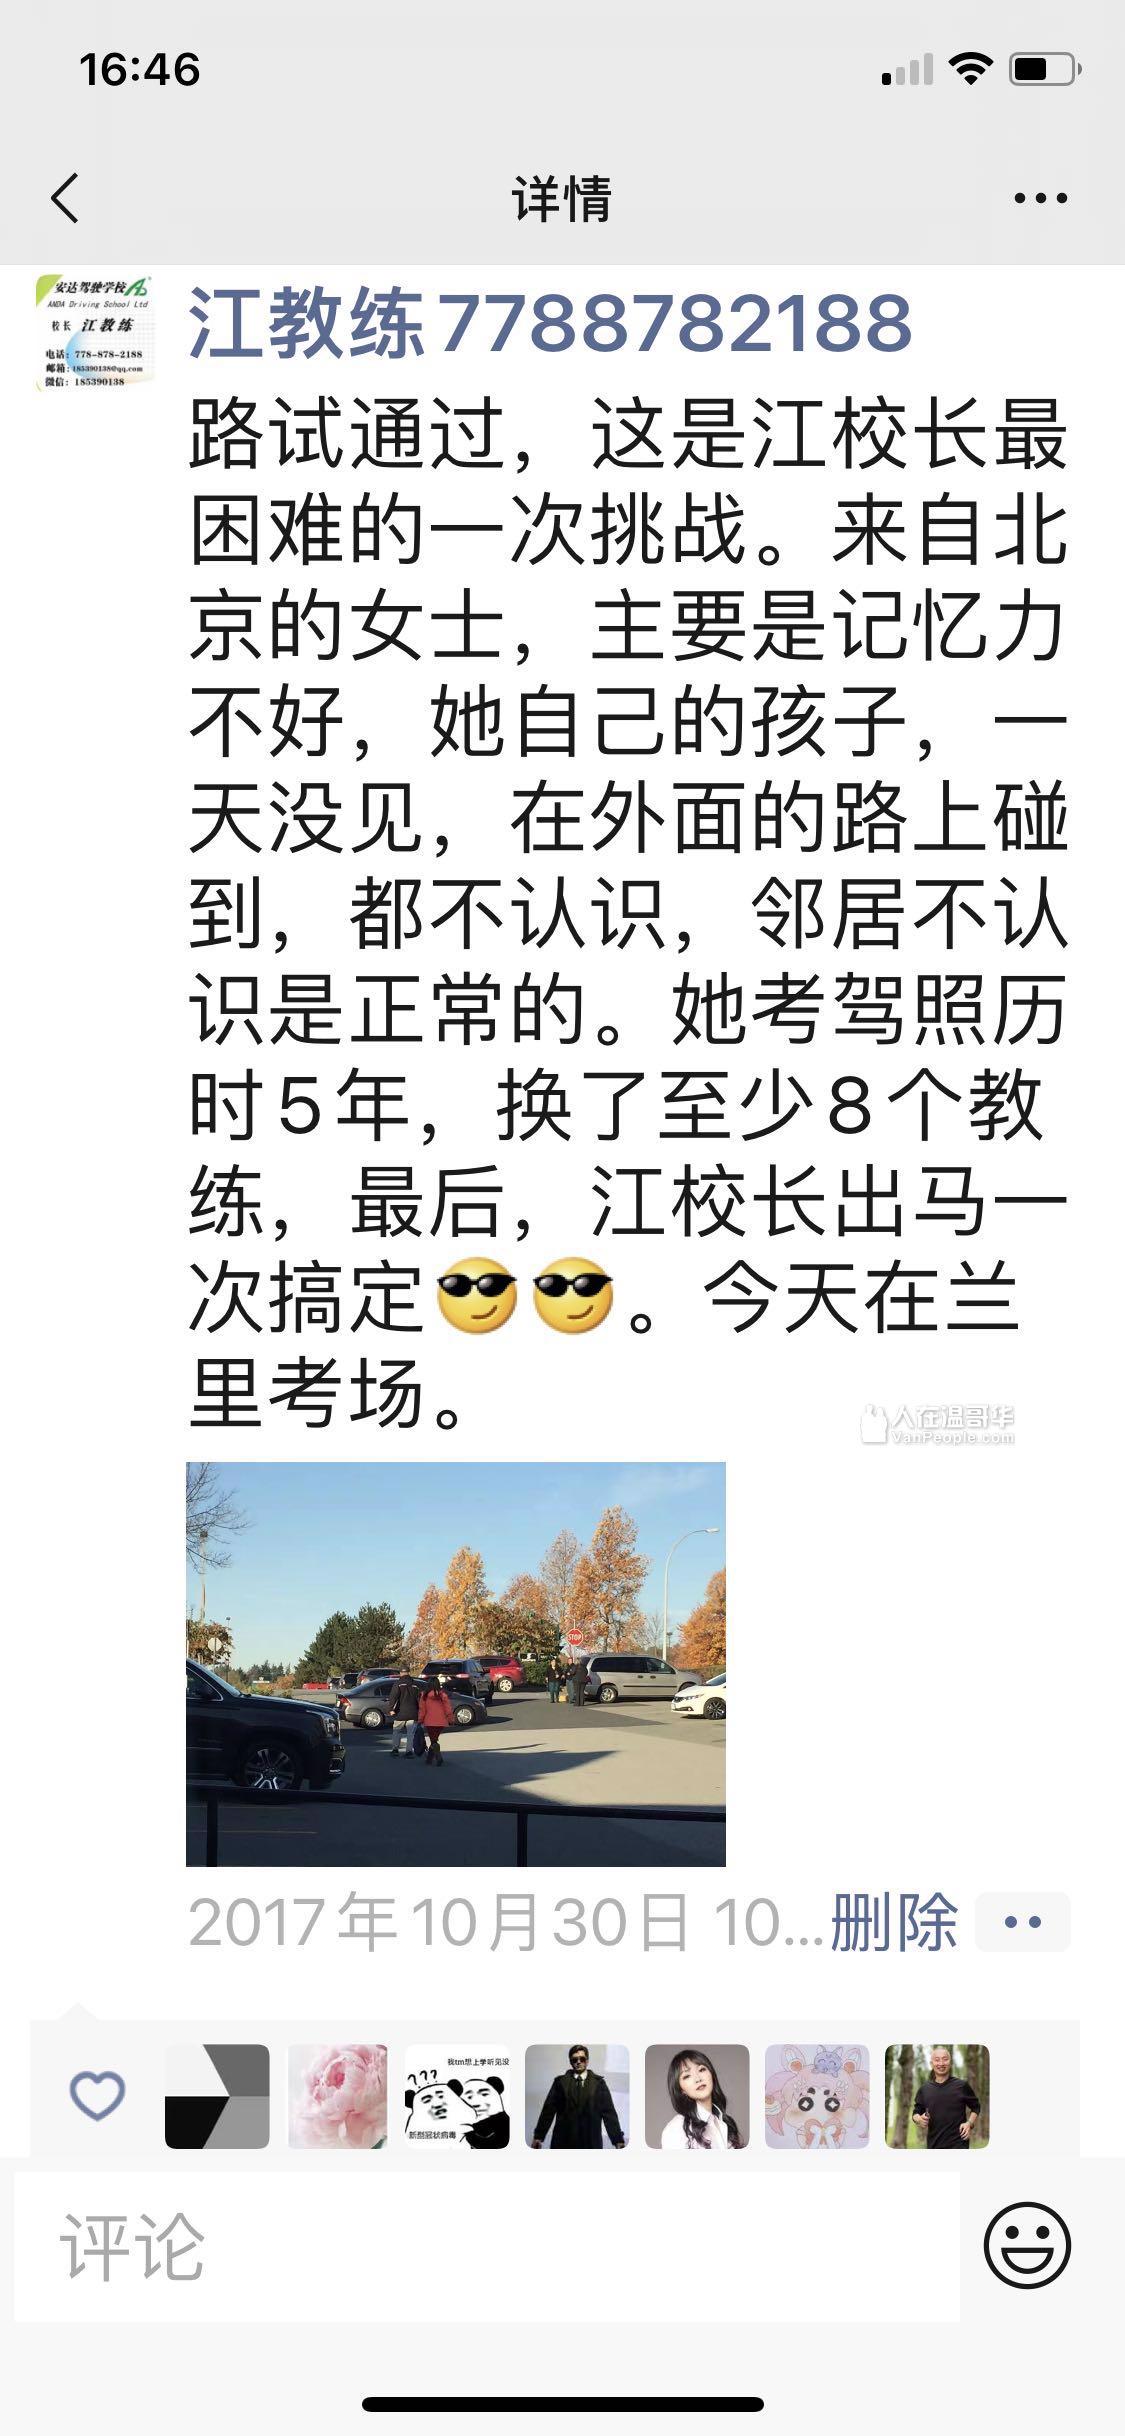 16:46
详情
安达驾驶学校
ANDA Driving School Ltd
校长 江教练
电话：778-878-2188
邮箱：185390138@qq.com
微信：185390138
江教练7788782188
路试通过，这是江校长最
困难的一次挑战。来自北
京的女士，主要是记忆力
不好，她自己的孩子，一
天没见，在外面的路上碰
到，都不认识，邻居不认
识是正常的。她考驾照历
时5年，换了至少8个教
练，最后，江校长出马一
次搞定😎😎。今天在兰
里考场。
人在温哥华
VanPeople.com
STOP
2017年10月30日 10...删除
我tm想上学听见没
???
新型冠状病毒
评论